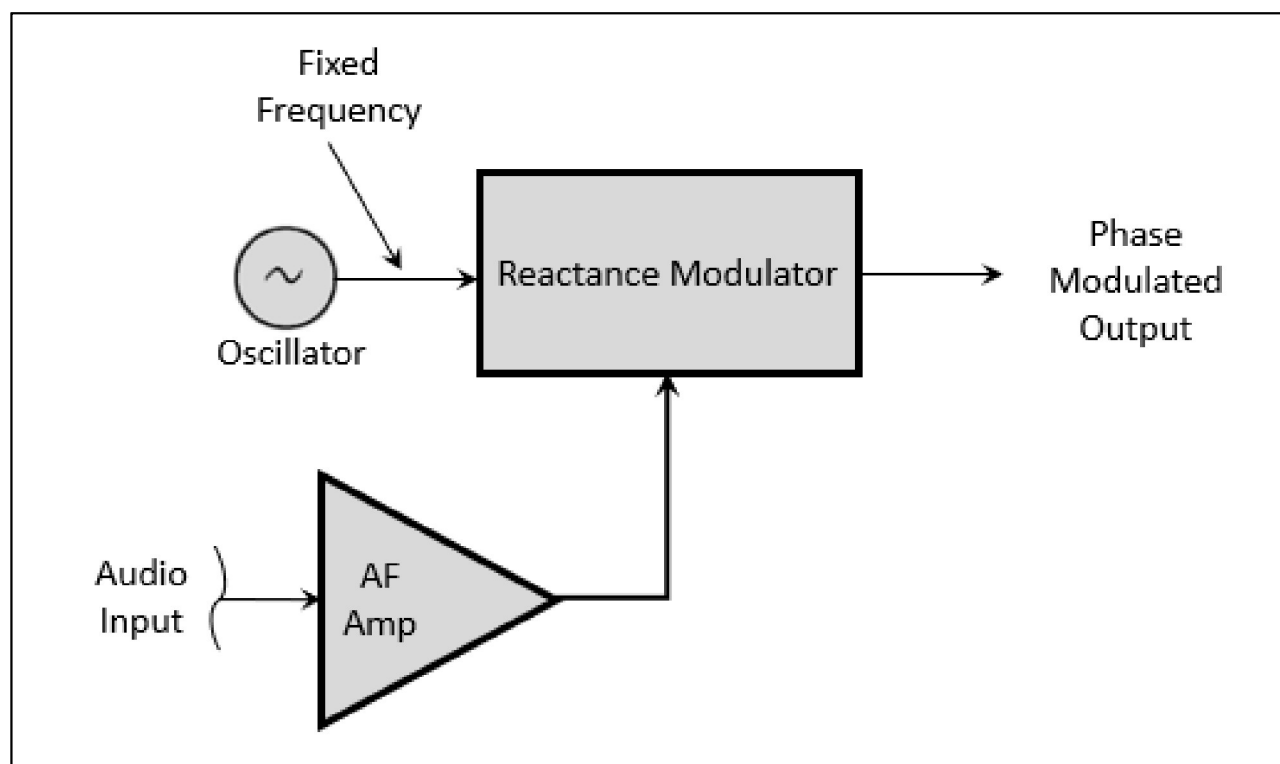 Fixed
Frequency
Reactance Modulator
Phase
Modulated
Output
~
Oscillator
Audio
Input
AF
Amp